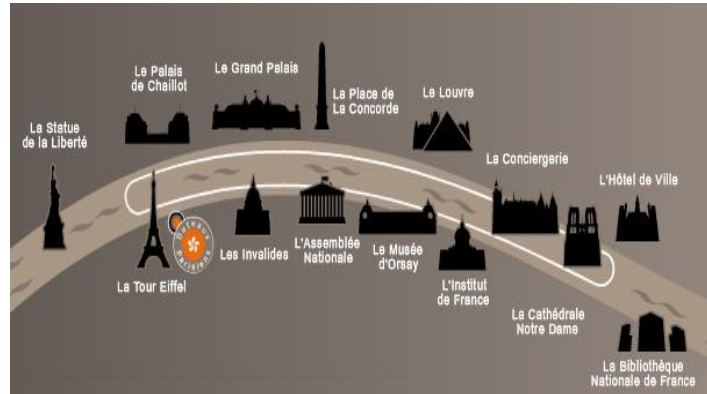 Le Palais
de Chaillot
Le Grand Palais
La Place de
La Concorde
Le Louvre
La Statue
de la Liberté
La Conciergerie
L'Hôtel de Ville
La Tour Eiffel
Bateaux
Parisiens
Les Invalides
L'Assemblée
Nationale
Le Musée
d'Orsay
L'Institut
de France
La Cathédrale
Notre Dame
La Bibliothèque
Nationale de France